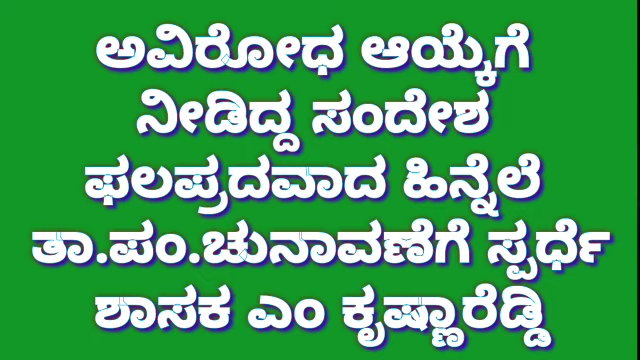 ಅವಿರೋಧ ಆಯ್ಕೆಗೆ
ನೀಡಿದ್ದ ಸಂದೇಶ
ಫಲಪ್ರದವಾದ ಹಿನ್ನೆಲೆ
ತಾ.ಪಂ.ಚುನಾವಣೆಗೆ ಸ್ಪರ್ಧೆ
ಶಾಸಕ ಎಂ ಕೃಷ್ಣಾರೆಡ್ಡಿ